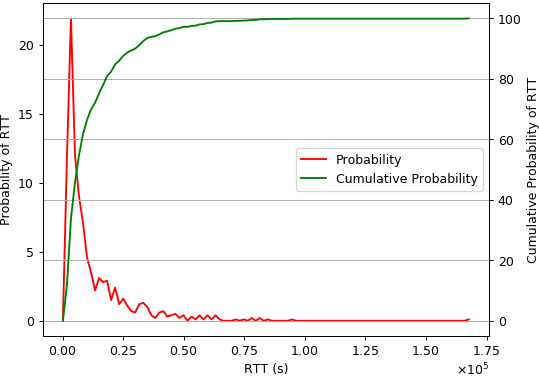 Probability of RTT
20
15
10
5
0
100
80
60
40
20
0
Cumulative Probability of RTT
Probability
Cumulative Probability
0.00 0.25 0.50 0.75 1.00 1.25 1.50 1.75
RTT (s)
×10⁵